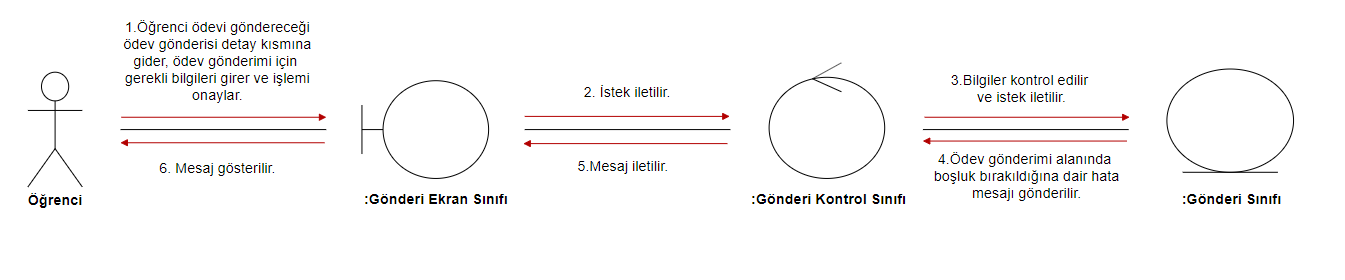 1.Öğrenci ödevi göndereceği
ödev gönderisi detay kısmına
gider, ödev gönderimi için
gerekli bilgileri girer ve işlemi
onaylar.
6. Mesaj gösterilir.
Öğrenci
2. İstek iletilir.
5.Mesaj iletilir.
:Gönderi Ekran Sınıfı
3.Bilgiler kontrol edilir
ve istek iletilir.
4.Ödev gönderimi alanında
boşluk bırakıldığına dair hata
mesajı gönderilir.
:Gönderi Kontrol Sınıfı
:Gönderi Sınıfı